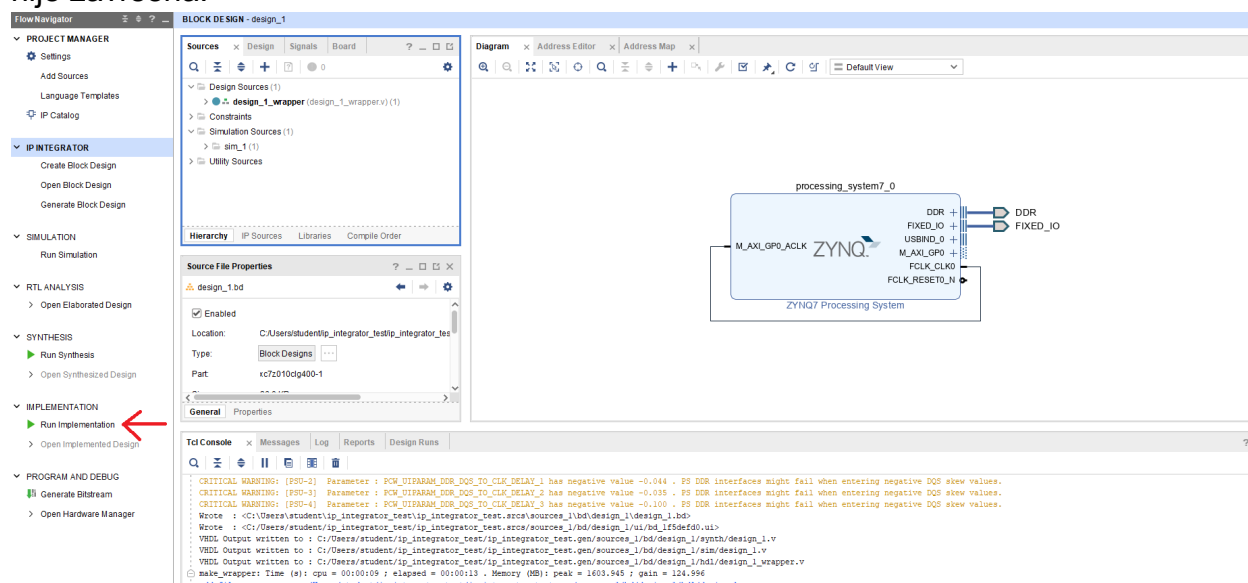 Flow Navigator
BLOCK DESIGN - design_1
PROJECT MANAGER
Settings
Add Sources
Language Templates
IP Catalog
IP INTEGRATOR
Create Block Design
Open Block Design
Generate Block Design
SIMULATION
Run Simulation
RTL ANALYSIS
Open Elaborated Design
SYNTHESIS
Run Synthesis
Open Synthesized Design
IMPLEMENTATION
Run Implementation
Open Implemented Design
PROGRAM AND DEBUG
Generate Bitstream
Open Hardware Manager
Sources Design Signals Board
0
Design Sources (1)
design_1_wrapper (design_1_wrapper.v) (1)
Constraints
Simulation Sources (1)
sim_1 (1)
Utility Sources
Hierarchy IP Sources Libraries Compile Order
Source File Properties
design_1.bd
Enabled
Location: C:/Users/student/ip_integrator_test/ip_integrator_tes
Type: Block Designs
Part: xc7z010clg400-1
General Properties
Diagram Address Editor Address Map
Default View
processing_system7_0
DDR
FIXED_IO
USBIND_0
M_AXI_GP0
FCLK_CLK0
FCLK_RESET0_N
M_AXI_GP0_ACLK
ZYNQ
ZYNQ7 Processing System
DDR
FIXED_IO
Tcl Console Messages Log Reports Design Runs
CRITICAL WARNING: [PSU-2] Parameter : PCW_UIPARAM_DDR_DQS_TO_CLK_DELAY_1 has negative value -0.044 . PS DDR interfaces might fail when entering negative DQS skew values.
CRITICAL WARNING: [PSU-3] Parameter : PCW_UIPARAM_DDR_DQS_TO_CLK_DELAY_2 has negative value -0.035 . PS DDR interfaces might fail when entering negative DQS skew values.
CRITICAL WARNING: [PSU-4] Parameter : PCW_UIPARAM_DDR_DQS_TO_CLK_DELAY_3 has negative value -0.100 . PS DDR interfaces might fail when entering negative DQS skew values.
Wrote : <C:\Users\student\ip_integrator_test\ip_integrator_test.srcs\sources_1\bd\design_1\design_1.bd>
Wrote : <C:/Users/student/ip_integrator_test/ip_integrator_test.srcs/sources_1/bd/design_1/ui/bd_1f5defd0.ui>
VHDL Output written to : C:/Users/student/ip_integrator_test/ip_integrator_test.gen/sources_1/bd/design_1/synth/design_1.v
VHDL Output written to : C:/Users/student/ip_integrator_test/ip_integrator_test.gen/sources_1/bd/design_1/sim/design_1.v
VHDL Output written to : C:/Users/student/ip_integrator_test/ip_integrator_test.gen/sources_1/bd/design_1/hdl/design_1_wrapper.v
make_wrapper: Time (s): cpu = 00:00:09 ; elapsed = 00:00:13 . Memory (MB): peak = 1603.945 ; gain = 124.996